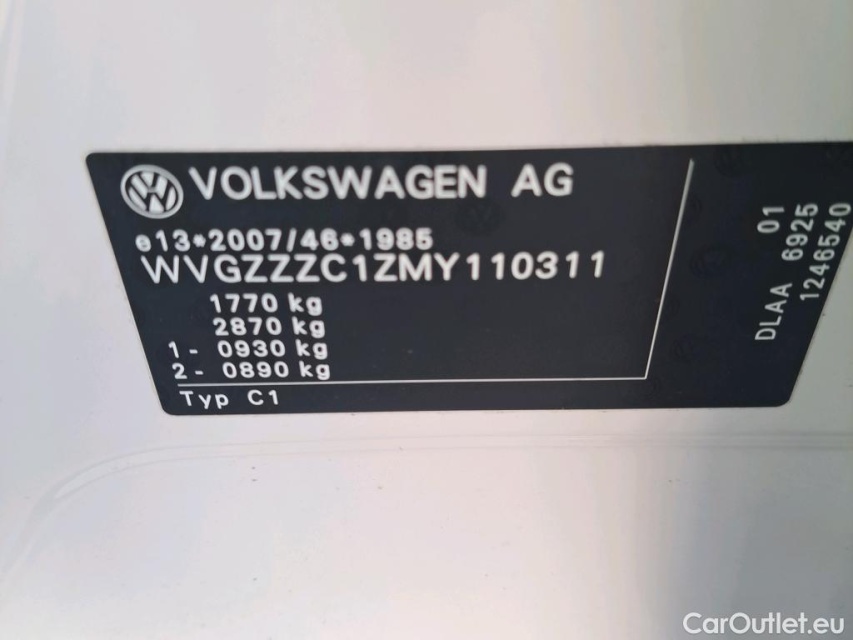 VOLKSWAGEN AG
e13*2007/46*1985
WVGZZZC1ZMY110311
1770 kg
2870 kg
1- 0930 kg
2- 0890 kg
Typ C1
01
DLAA 6925
1246540
CarOutlet.eu